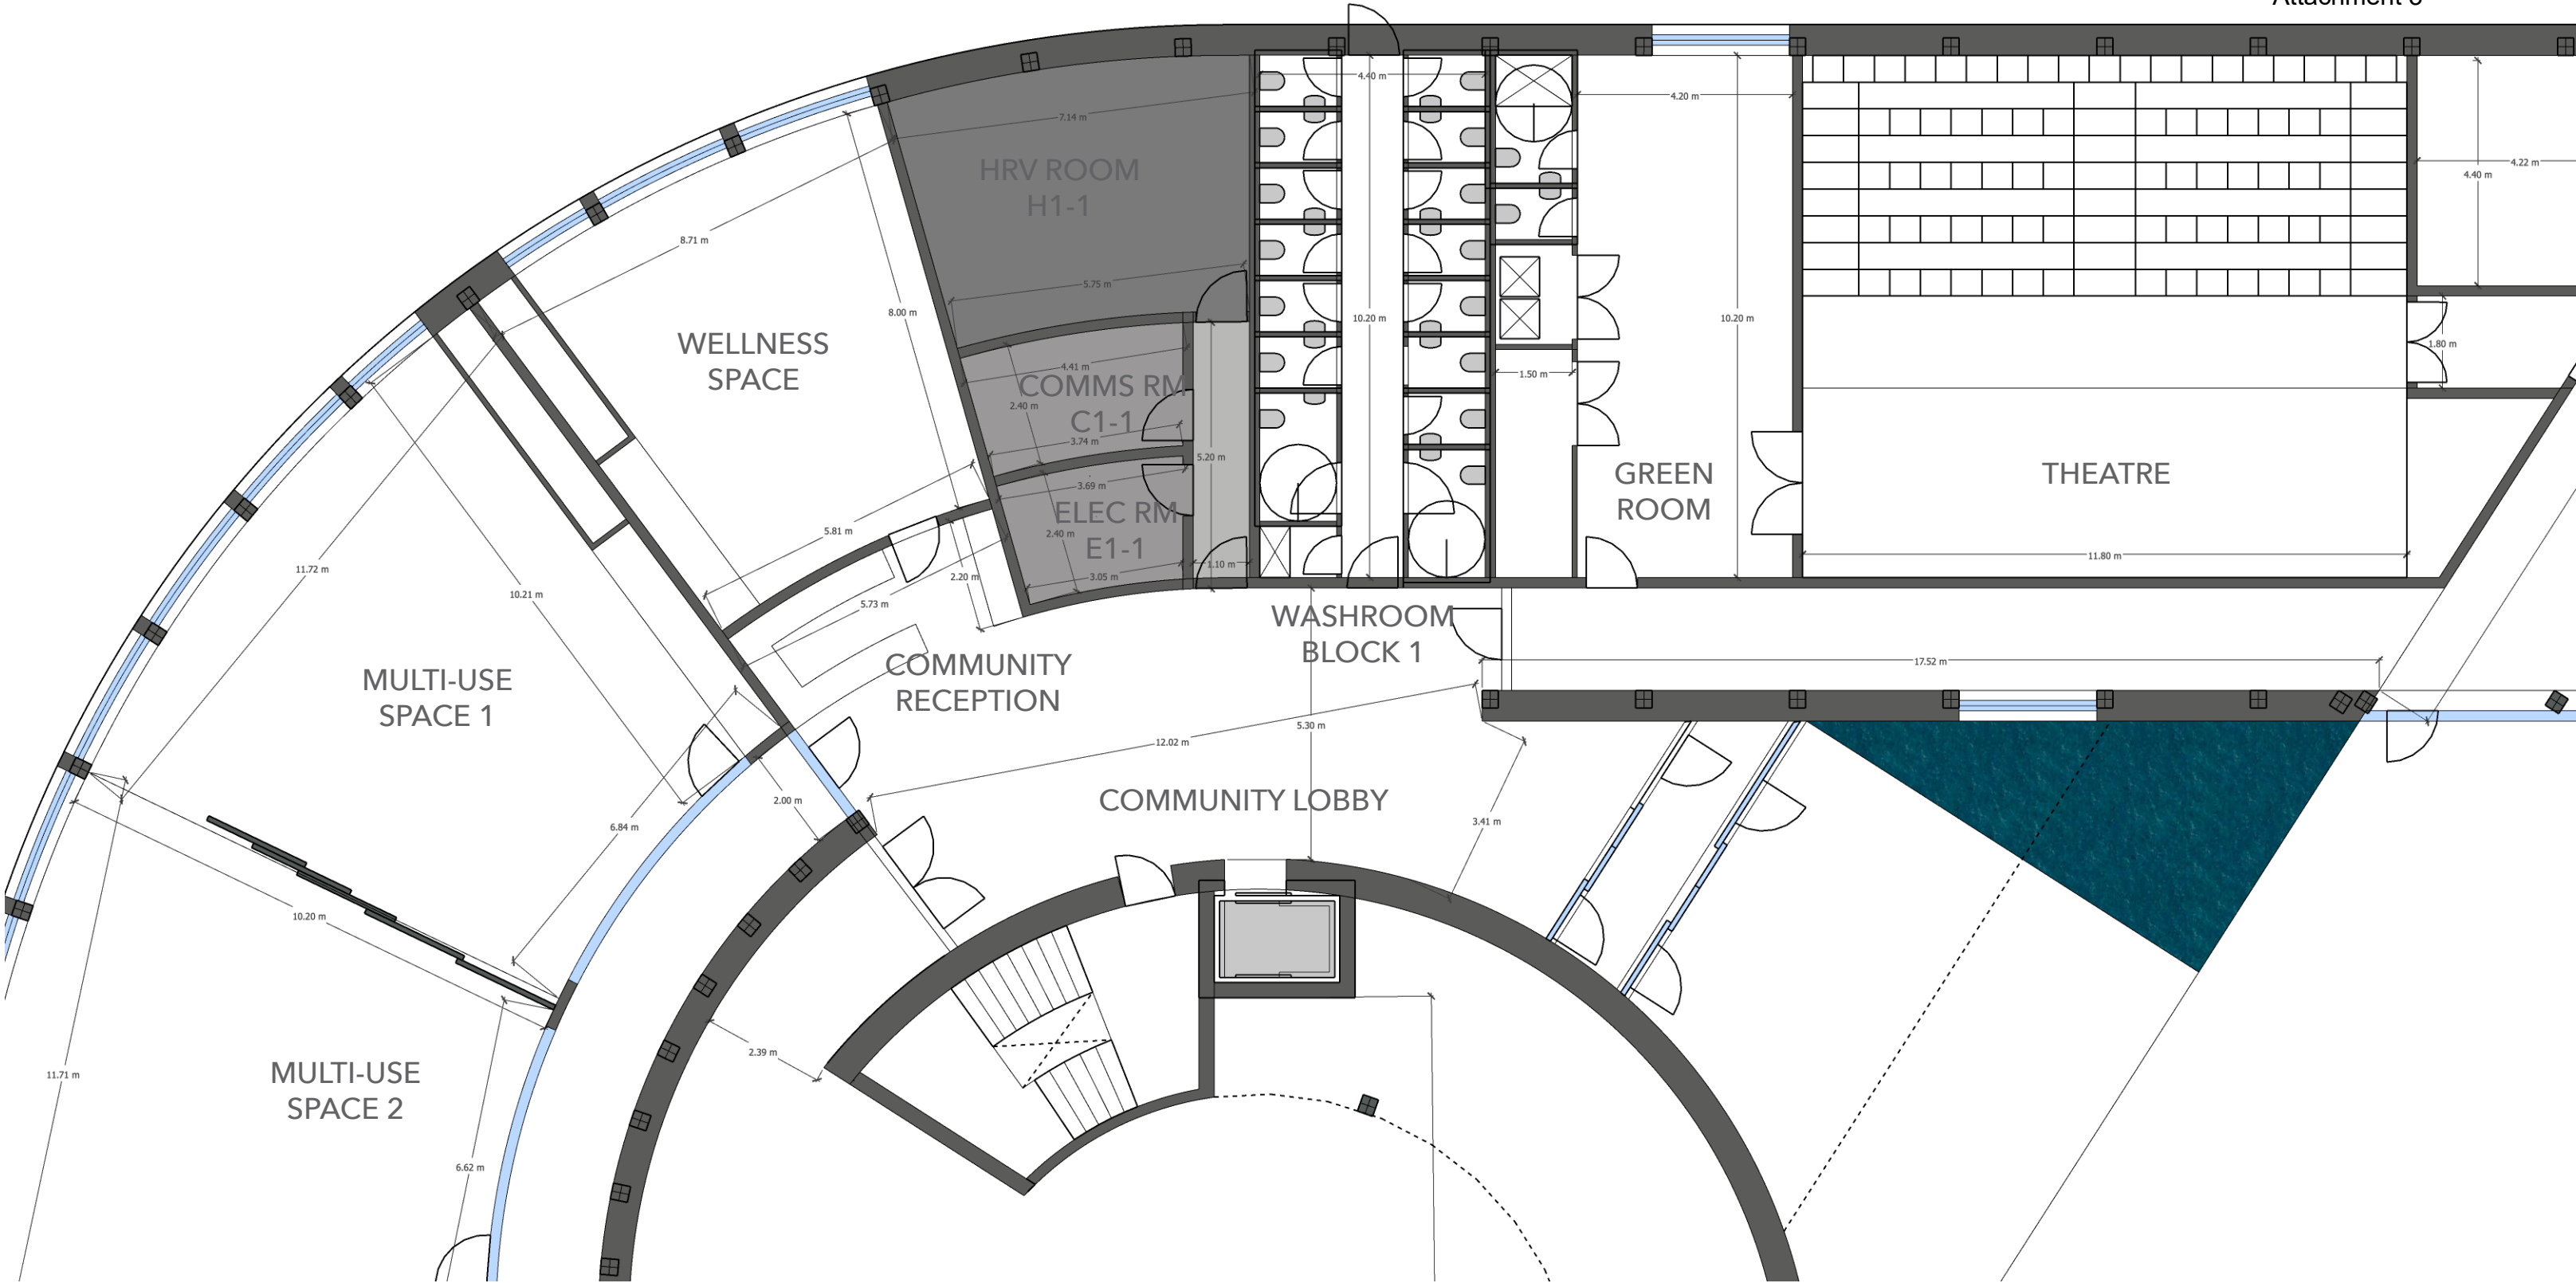 4.40 m
7.14 m
4.20 m
HRV ROOM
H1-1
4.22 m
4.40 m
8.71 m
5.75 m
8.00 m
10.20 m
10.20 m
WELLNESS
SPACE
1.80 m
4.41 m
1.50 m
COMMS RM
C1-1
2.40 m
3.74 m
5.20 m
GREEN
ROOM
THEATRE
3.69 m
ELEC RM
E1-1
5.81 m
2.40 m
11.80 m
1.10 m
11.72 m
2.20 m
3.05 m
10.21 m
5.73 m
WASHROOM
BLOCK 1
17.52 m
COMMUNITY
RECEPTION
MULTI-USE
SPACE 1
5.30 m
12.02 m
2.00 m
COMMUNITY LOBBY
6.84 m
3.41 m
10.20 m
2.39 m
11.71 m
MULTI-USE
SPACE 2
6.62 m